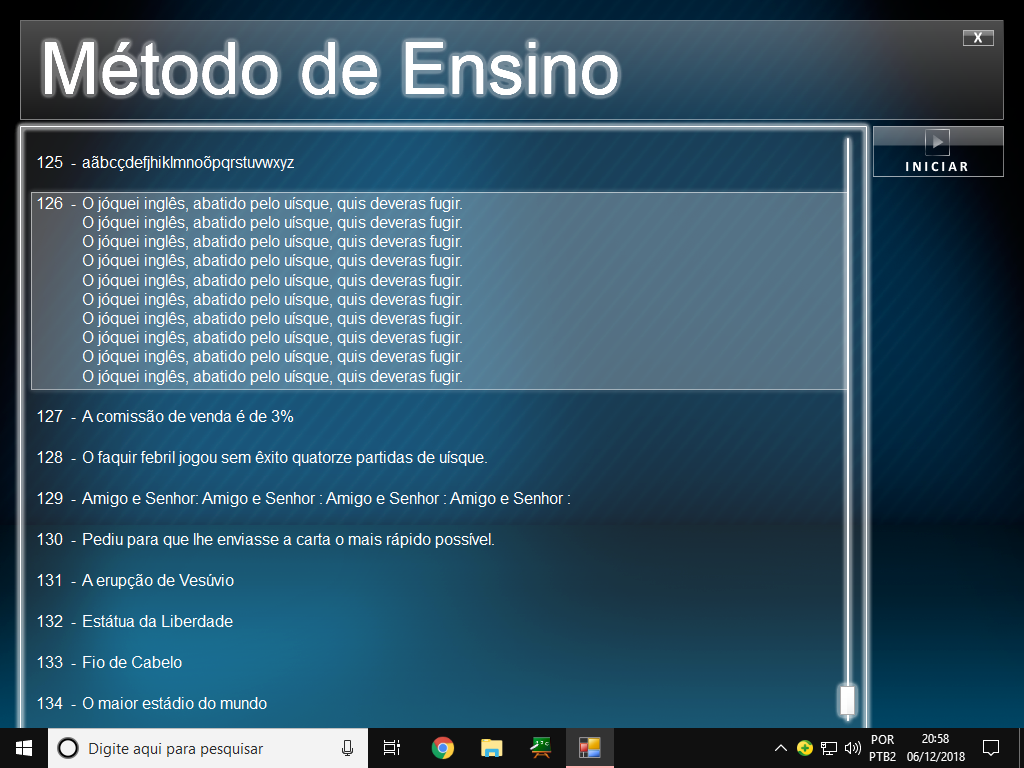 Método de Ensino
X
INICIAR
125 - aãbcçdefjhiklmnoõpqrstuvwxyz
126 - O jóquei inglês, abatido pelo uísque, quis deveras fugir.
O jóquei inglês, abatido pelo uísque, quis deveras fugir.
O jóquei inglês, abatido pelo uísque, quis deveras fugir.
O jóquei inglês, abatido pelo uísque, quis deveras fugir.
O jóquei inglês, abatido pelo uísque, quis deveras fugir.
O jóquei inglês, abatido pelo uísque, quis deveras fugir.
O jóquei inglês, abatido pelo uísque, quis deveras fugir.
O jóquei inglês, abatido pelo uísque, quis deveras fugir.
O jóquei inglês, abatido pelo uísque, quis deveras fugir.
O jóquei inglês, abatido pelo uísque, quis deveras fugir.
127 - A comissão de venda é de 3%
128 - O faquir febril jogou sem êxito quatorze partidas de uísque.
129 - Amigo e Senhor: Amigo e Senhor : Amigo e Senhor : Amigo e Senhor :
130 - Pediu para que lhe enviasse a carta o mais rápido possível.
131 - A erupção de Vesúvio
132 - Estátua da Liberdade
133 - Fio de Cabelo
134 - O maior estádio do mundo
Digite aqui para pesquisar
POR
PTB2
20:58
06/12/2018